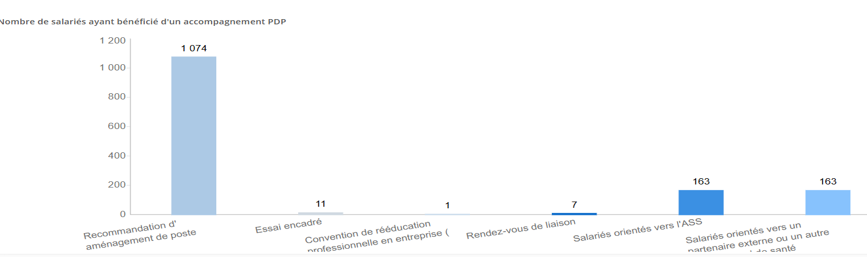 Nombre de salariés ayant bénéficié d'un accompagnement PDP
1 200
1 000
800
600
400
200
0
1 074
11
1
7
163
163
Recommandation d'
aménagement de poste
Essai encadré
Convention de rééducation
professionnelle en entreprise (
Rendez-vous de liaison
Salariés orientés vers l'ASS
Salariés orientés vers un
partenaire externe ou un autre
de santé